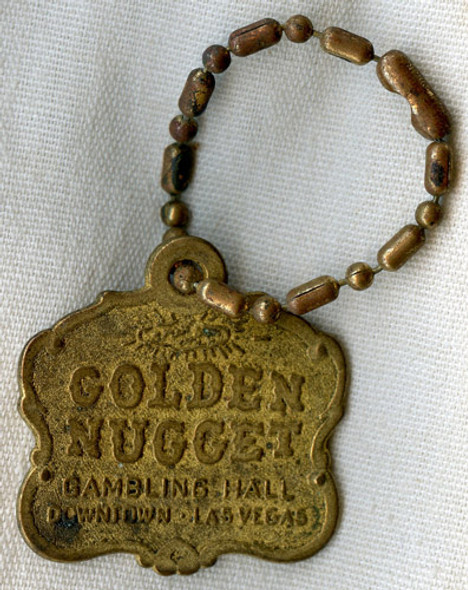 GOLDEN
NUGGET
GAMBLING HALL
DOWNTOWN · LAS VEGAS